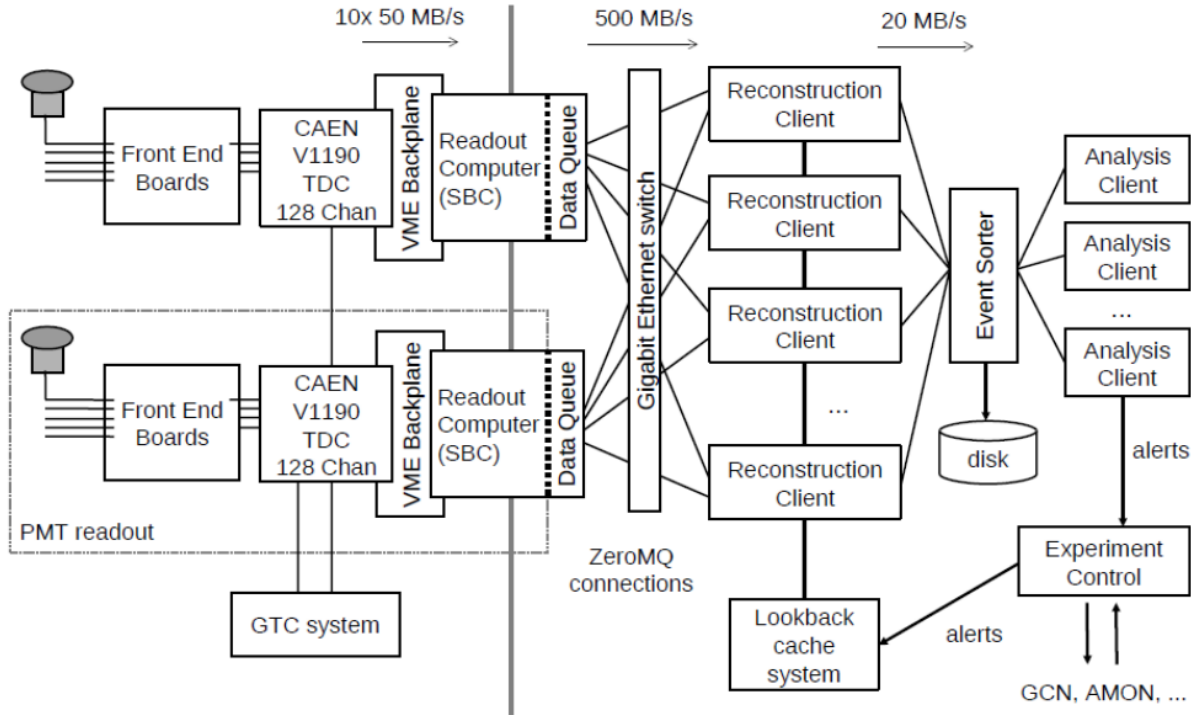 10x 50 MB/s
500 MB/s
20 MB/s
Front End
Boards
CAEN
V1190
TDC
128 Chan
VME Backplane
Readout
Computer
(SBC)
Data Queue
Gigabit Ethernet switch
Reconstruction
Client
Reconstruction
Client
Reconstruction
Client
...
Reconstruction
Client
Event Sorter
Analysis
Client
Analysis
Client
...
Analysis
Client
Front End
Boards
CAEN
V1190
TDC
128 Chan
VME Backplane
Readout
Computer
(SBC)
Data Queue
PMT readout
disk
alerts
ZeroMQ
connections
GTC system
Lookback
cache
system
alerts
Experiment
Control
GCN, AMON, ...